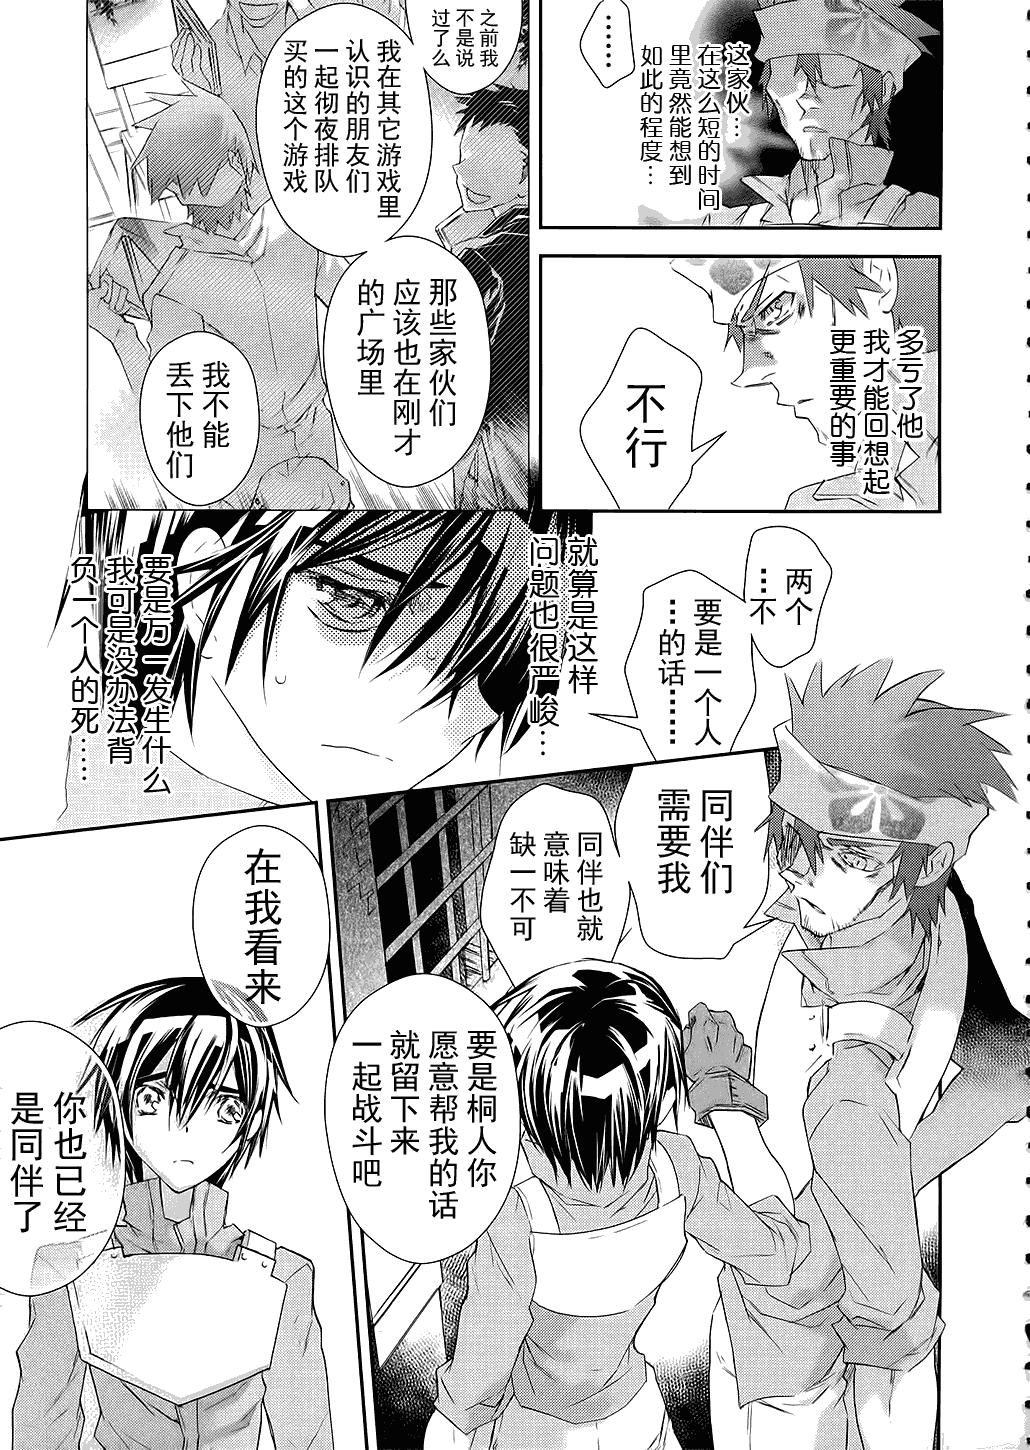 ……
这家伙…
在这么短的时间
里竟然能想到
如此的程度…
多亏了他
我才能回想起
更重要的事
不行
之前我
不是说
过了么
我在其它游戏里
认识的朋友们
一起彻夜排队
买的这个游戏
那些家伙们
应该也在刚才
的广场里
我不能
丢下他们
两个
…不
要是一个人
…的话……
就算是这样
问题也很严峻…
要是万一发生什么
我可是没办法背
负一个人的死……
同伴们
需要我
同伴也就
意味着
缺一不可
要是桐人你
愿意帮我的话
就留下来
一起战斗吧
在我看来
你也已经
是同伴了